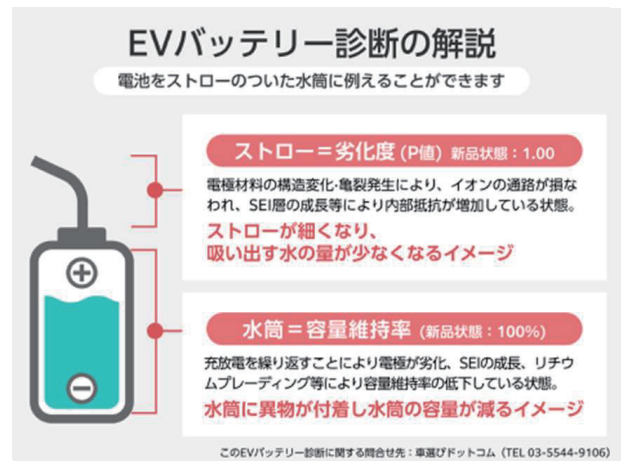 EVバッテリー診断の解説
電池をストローのついた水筒に例えることができます
ストロー＝劣化度 (P値) 新品状態：1.00
電極材料の構造変化・亀裂発生により、イオンの通路が損な
われ、SEI層の成長等により内部抵抗が増加している状態。
ストローが細くなり、
吸い出す水の量が少なくなるイメージ
水筒＝容量維持率 (新品状態：100%)
充放電を繰り返すことにより電極が劣化、SEIの成長、リチウ
ムプレーディング等により容量維持率の低下している状態。
水筒に異物が付着し水筒の容量が減るイメージ
このEVバッテリー診断に関する問合せ先：車選びドットコム（TEL 03-5544-9106）